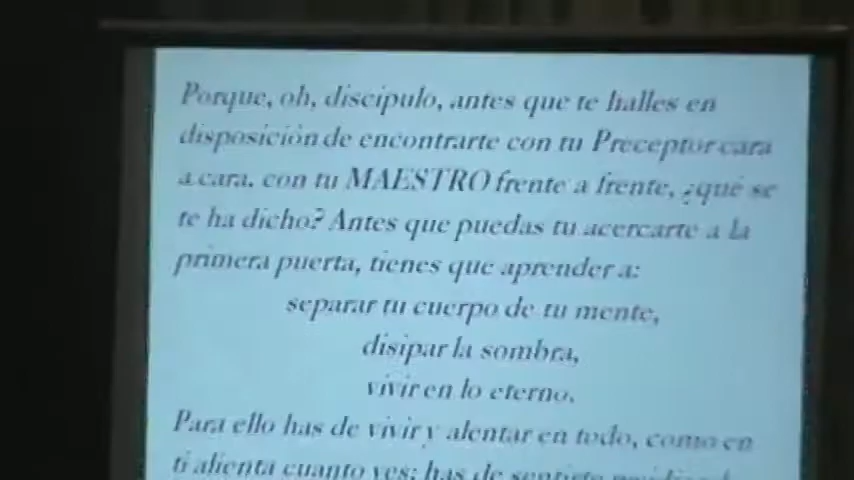 Porque, oh, discípulo, antes que te halles en
disposición de encontrarte con tu Preceptor cara
a cara, con tu MAESTRO frente a frente, ¿qué se
te ha dicho? Antes que puedas tu acercarte a la
primera puerta, tienes que aprender a:
separar tu cuerpo de tu mente,
disipar la sombra,
vivir en lo eterno.
Para ello has de vivir y alentar en todo, como en
ti alienta cuanto ves; has de sentirte